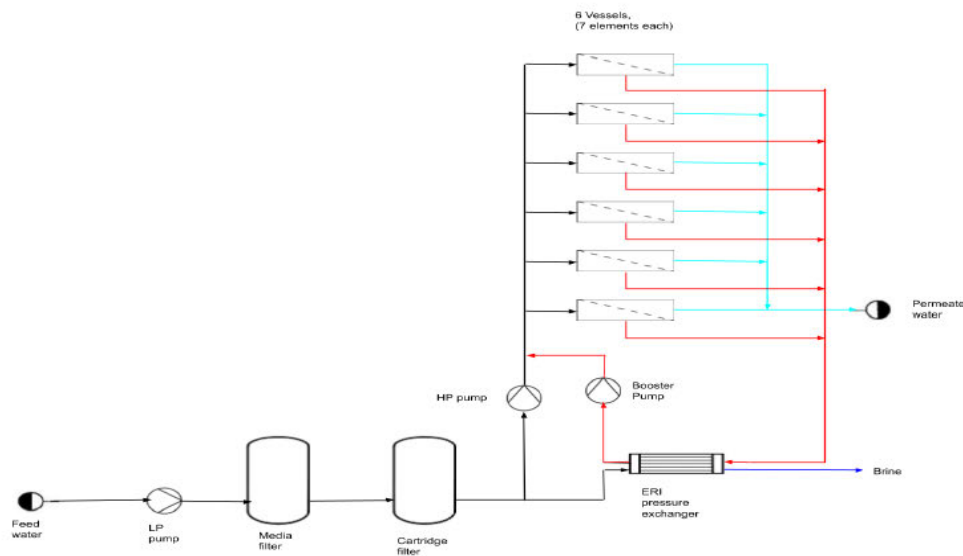 6 Vessels,
(7 elements each)
Permeate
water
HP pump
Booster
Pump
Brine
ERI
pressure
exchanger
Feed
water
LP
pump
Media
filter
Cartridge
filter